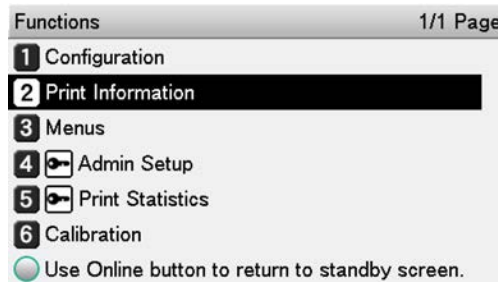 Functions 1/1 Page
1 Configuration
2 Print Information
3 Menus
4 Admin Setup
5 Print Statistics
6 Calibration
Use Online button to return to standby screen.